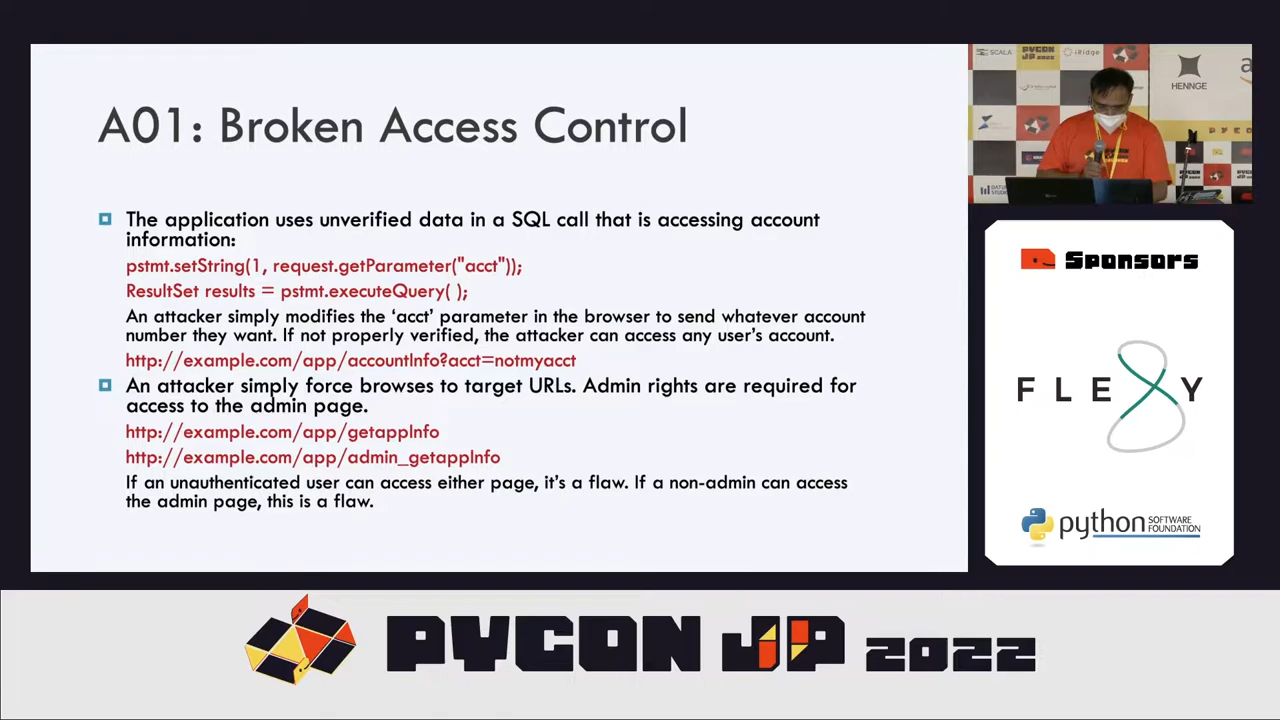 A01: Broken Access Control
The application uses unverified data in a SQL call that is accessing account
information:
pstmt.setString(1, request.getParameter("acct"));
ResultSet results = pstmt.executeQuery( );
An attacker simply modifies the ‘acct’ parameter in the browser to send whatever account
number they want. If not properly verified, the attacker can access any user’s account.
http://example.com/app/accountInfo?acct=notmyacct
An attacker simply force browses to target URLs. Admin rights are required for
access to the admin page.
http://example.com/app/getappInfo
http://example.com/app/admin_getappInfo
If an unauthenticated user can access either page, it’s a flaw. If a non-admin can access
the admin page, this is a flaw.
SCALA
PYCON
JP 2022
iRidge
HENNGE
Sponsors
FLEXY
python SOFTWARE
FOUNDATION
PYCON JP 2022